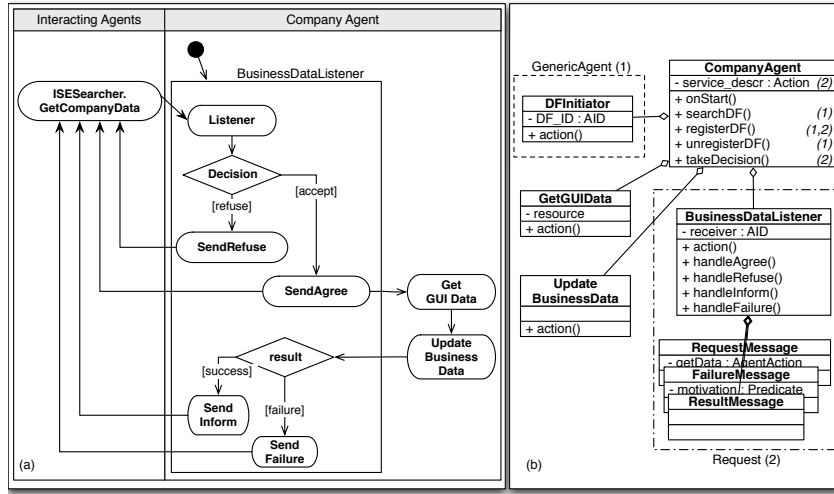 Interacting Agents
Company Agent
BusinessDataListener
ISESearcher.
GetCompanyData
Listener
Decision
[accept]
[refuse]
SendRefuse
SendAgree
Get
GUI Data
Update
Business
Data
result
[success]
[failure]
Send
Inform
Send
Failure
(a)
GenericAgent (1)
DFInitiator
- DF_ID : AID
+ action()
CompanyAgent
- service_descr : Action (2)
+ onStart()
+ searchDF() (1)
+ registerDF() (1,2)
+ unregisterDF() (1)
+ takeDecision() (2)
GetGUIData
- resource
+ action()
Update
BusinessData
+ action()
BusinessDataListener
- receiver : AID
+ action()
+ handleAgree()
+ handleRefuse()
+ handleInform()
+ handleFailure()
RequestMessage
- getData : AgentAction
FailureMessage
- motivation : Predicate
ResultMessage
Request (2)
(b)